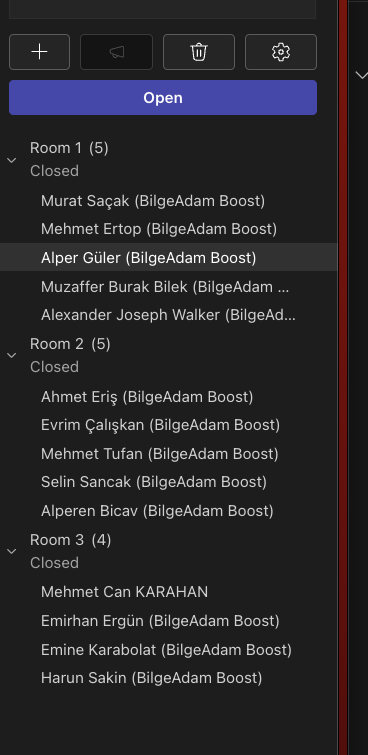 Open
Room 1 (5)
Closed
Murat Saçak (BilgeAdam Boost)
Mehmet Ertop (BilgeAdam Boost)
Alper Güler (BilgeAdam Boost)
Muzaffer Burak Bilek (BilgeAdam ...
Alexander Joseph Walker (BilgeAd...
Room 2 (5)
Closed
Ahmet Eriş (BilgeAdam Boost)
Evrim Çalışkan (BilgeAdam Boost)
Mehmet Tufan (BilgeAdam Boost)
Selin Sancak (BilgeAdam Boost)
Alperen Bicav (BilgeAdam Boost)
Room 3 (4)
Closed
Mehmet Can KARAHAN
Emirhan Ergün (BilgeAdam Boost)
Emine Karabolat (BilgeAdam Boost)
Harun Sakin (BilgeAdam Boost)